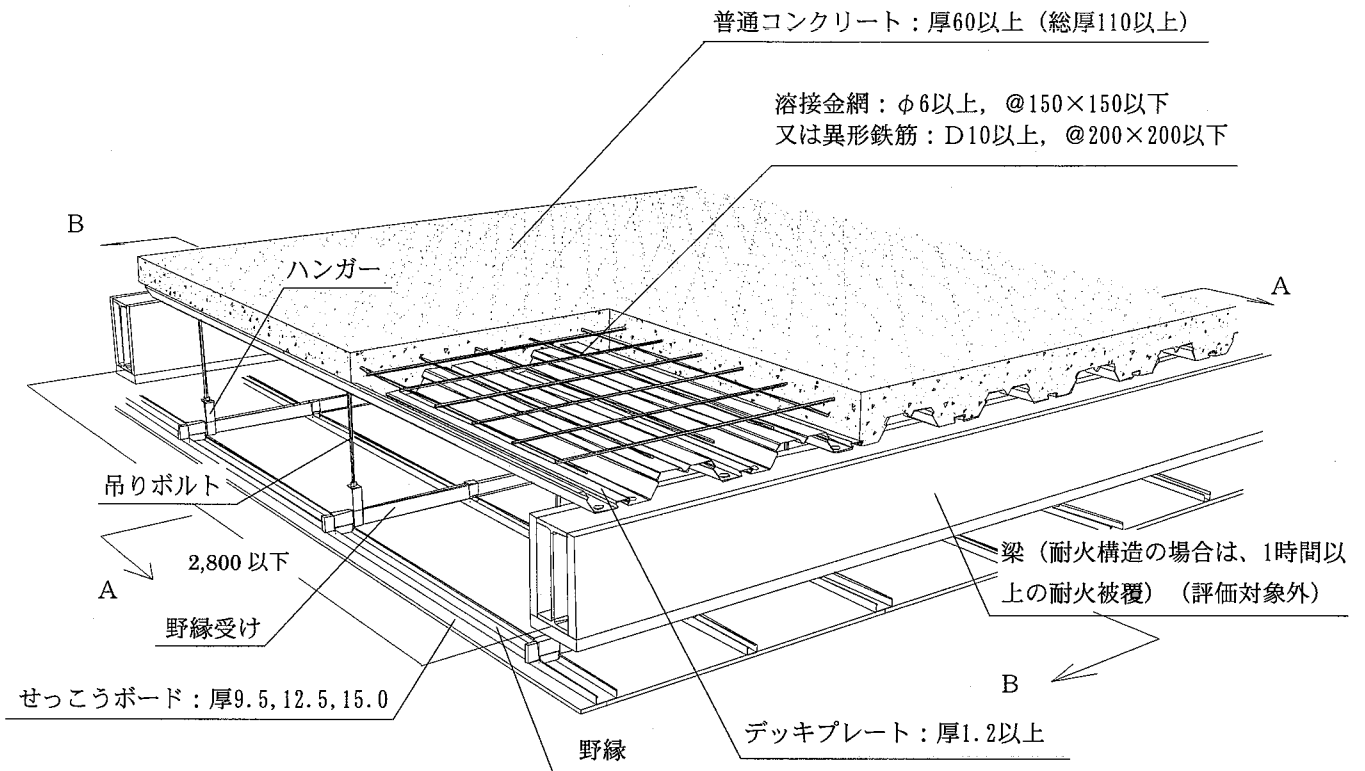 普通コンクリート：厚60以上（総厚110以上）
溶接金網：φ6以上，@150×150以下
又は異形鉄筋：D10以上，@200×200以下
B
ハンガー
A
吊りボルト
2,800 以下
A
野縁受け
梁（耐火構造の場合は、1時間以
上の耐火被覆）（評価対象外）
せっこうボード：厚9.5,12.5,15.0
B
デッキプレート：厚1.2以上
野縁